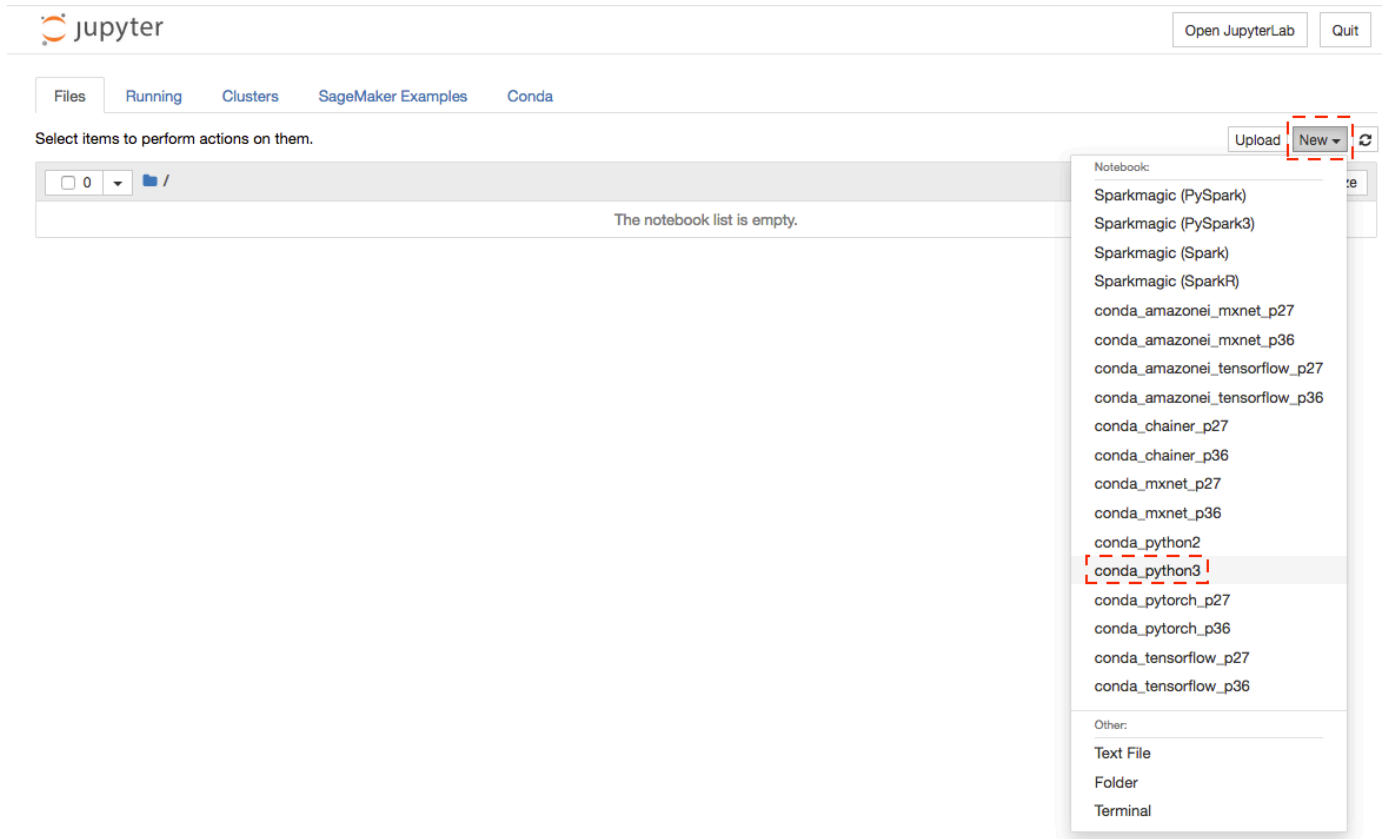 jupyter
Open JupyterLab Quit
Files Running Clusters SageMaker Examples Conda
Select items to perform actions on them.
Upload New
0 /
The notebook list is empty.
Notebook:
Sparkmagic (PySpark)
Sparkmagic (PySpark3)
Sparkmagic (Spark)
Sparkmagic (SparkR)
conda_amazonei_mxnet_p27
conda_amazonei_mxnet_p36
conda_amazonei_tensorflow_p27
conda_amazonei_tensorflow_p36
conda_chainer_p27
conda_chainer_p36
conda_mxnet_p27
conda_mxnet_p36
conda_python2
conda_python3
conda_pytorch_p27
conda_pytorch_p36
conda_tensorflow_p27
conda_tensorflow_p36
Other:
Text File
Folder
Terminal